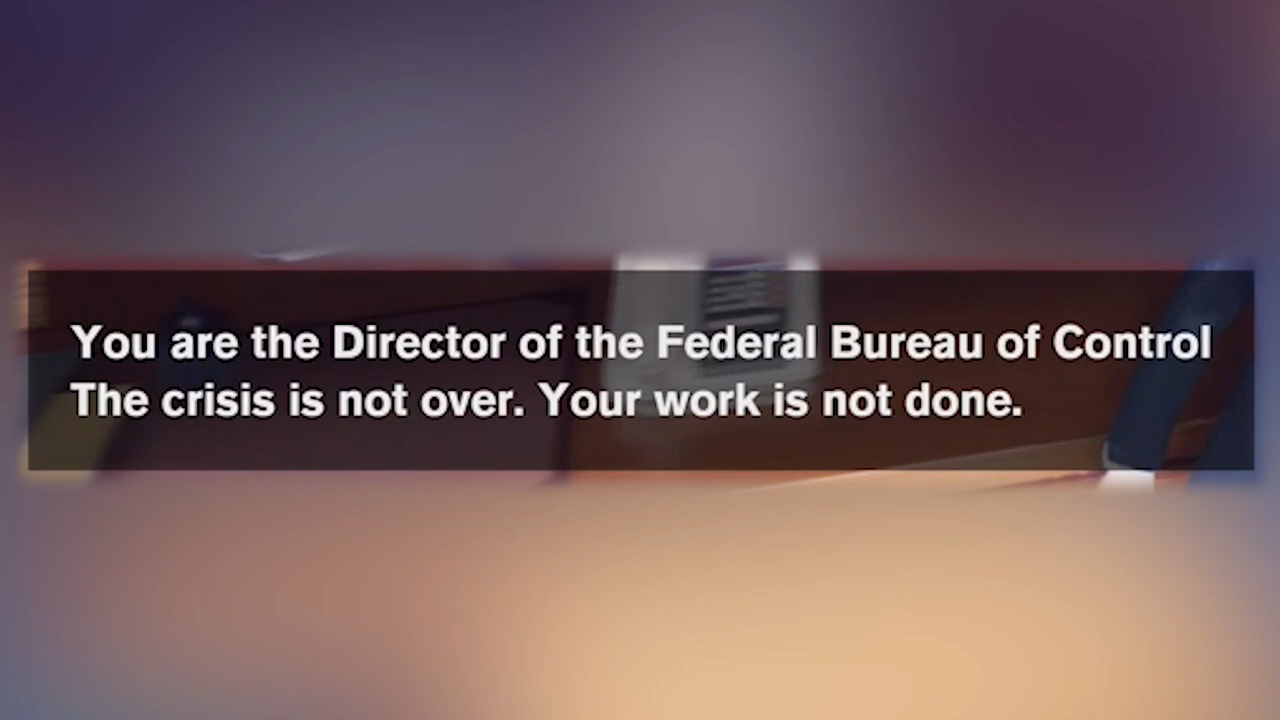 You are the Director of the Federal Bureau of Control
The crisis is not over. Your work is not done.